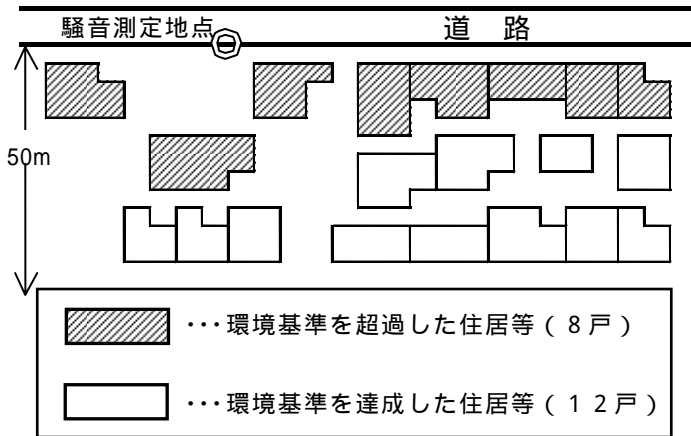 騒音測定地点
道 路
50m
・・・環境基準を超過した住居等（８戸）
・・・環境基準を達成した住居等（１２戸）